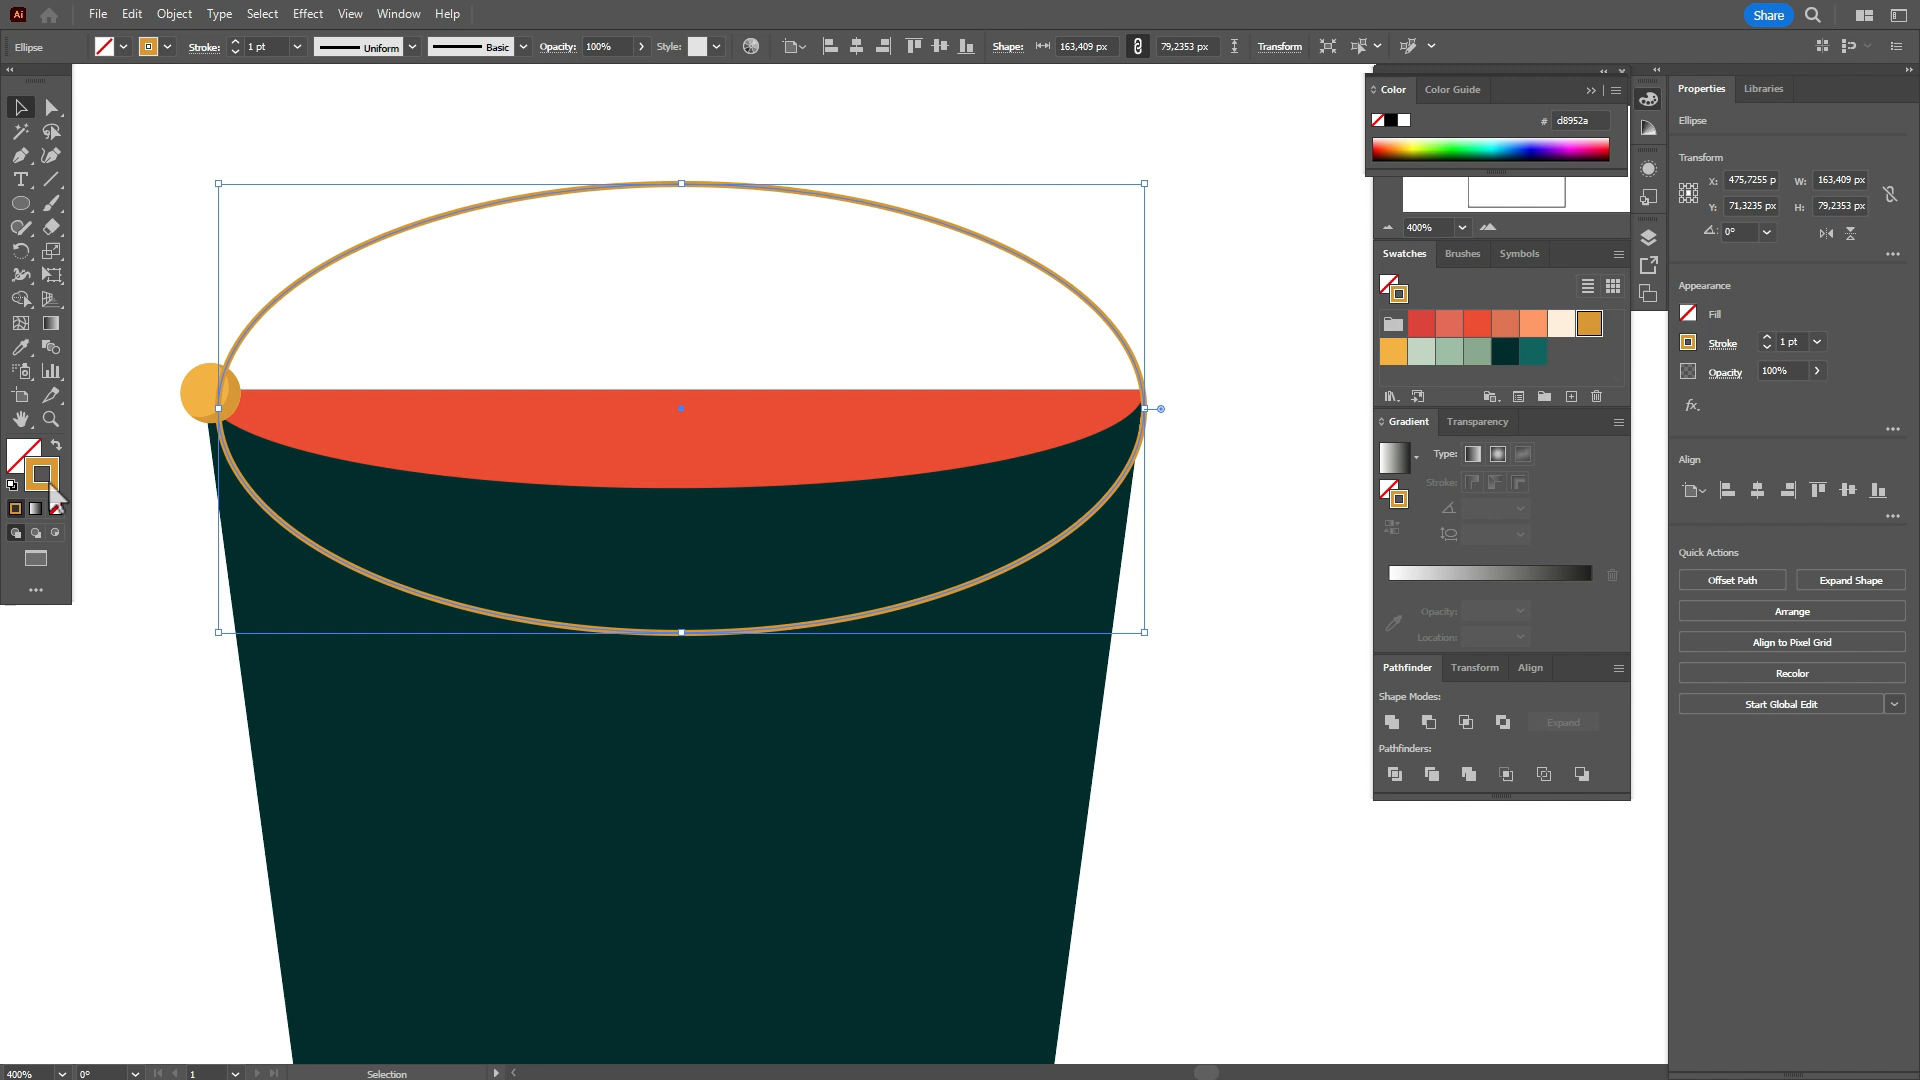 Ai File Edit Object Type Select Effect View Window Help Share
Ellipse Stroke: 1 pt Uniform Basic Opacity: 100% Style: Shape: 163,409 px 79,2353 px Transform
Color Color Guide
# d8952a
400%
Swatches Brushes Symbols
Gradient Transparency
Type:
Stroke:
Opacity:
Location:
Pathfinder Transform Align
Shape Modes:
Expand
Pathfinders:
Properties Libraries
Ellipse
Transform
X: 475,7255 p W: 163,409 px
Y: 71,3235 px H: 79,2353 px
0°
Appearance
Fill
Stroke 1 pt
Opacity 100%
fx.
Align
Quick Actions
Offset Path Expand Shape
Arrange
Align to Pixel Grid
Recolor
Start Global Edit
400% 0° 1 Selection